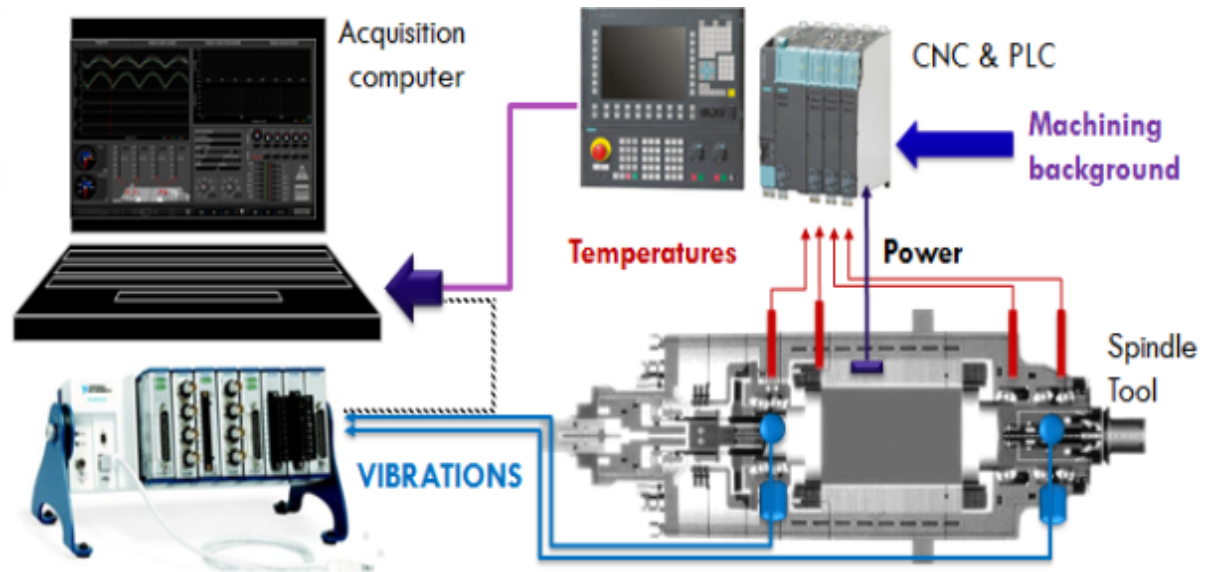 Acquisition
computer
CNC & PLC
Machining
background
Temperatures
Power
Spindle
Tool
VIBRATIONS